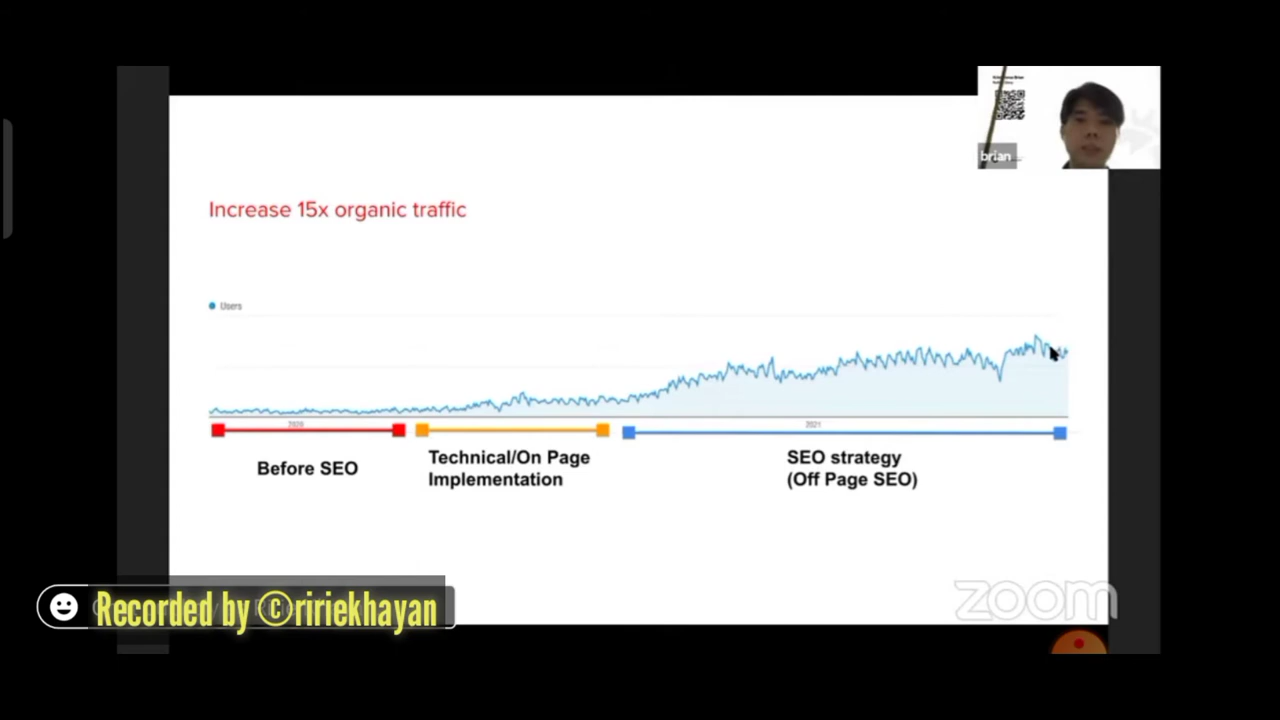 brian
Increase 15x organic traffic
Users
2020
2021
Before SEO
Technical/On Page
Implementation
SEO strategy
(Off Page SEO)
Recorded by ©ririekhayan
zoom